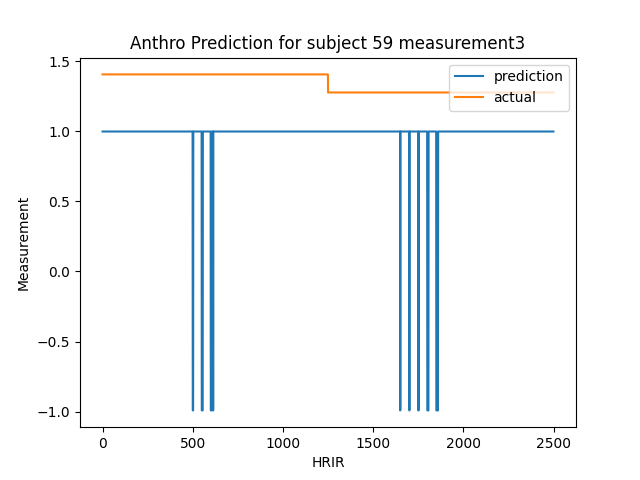 Anthro Prediction for subject 59 measurement3
prediction
actual
1.5
1.0
0.5
0.0
−0.5
−1.0
Measurement
0
500
1000
1500
2000
2500
HRIR